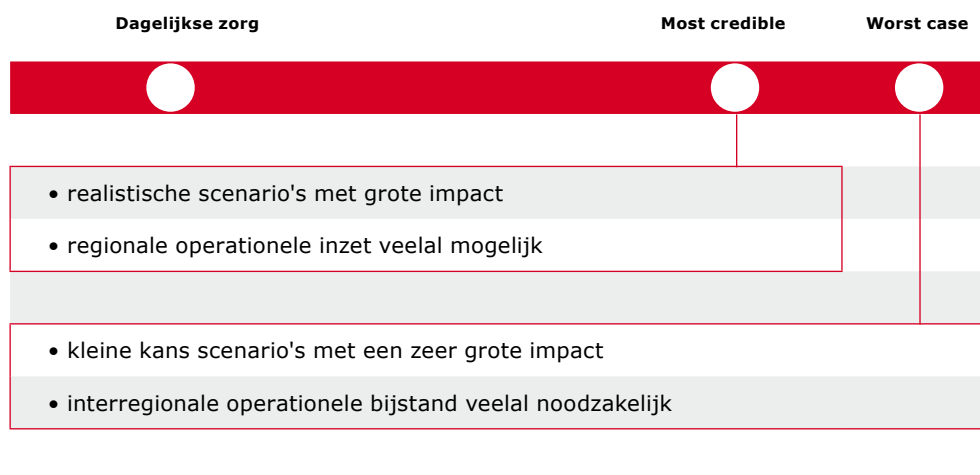 Dagelijkse zorg
Most credible
Worst case
• realistische scenario's met grote impact
• regionale operationele inzet veelal mogelijk
• kleine kans scenario's met een zeer grote impact
• interregionale operationele bijstand veelal noodzakelijk